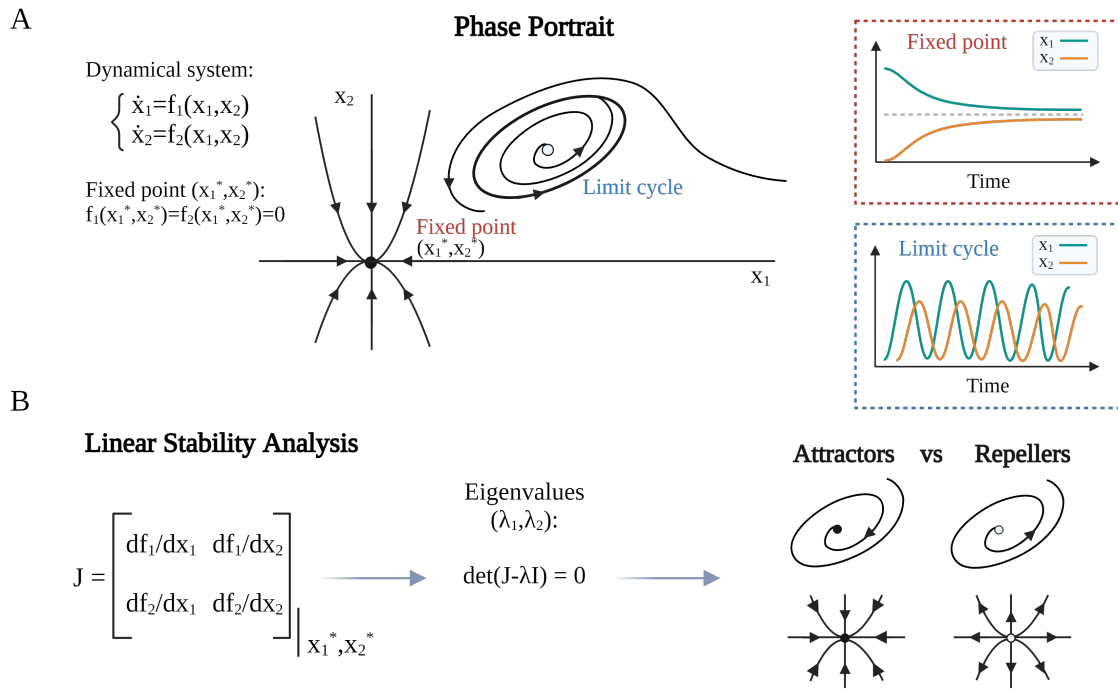 A
Phase Portrait
Dynamical system:
ẋ₁=f₁(x₁,x₂)
ẋ₂=f₂(x₁,x₂)
Fixed point (x₁*,x₂*):
f₁(x₁*,x₂*)=f₂(x₁*,x₂*)=0
x₂
Limit cycle
Fixed point
(x₁*,x₂*)
x₁
Fixed point
x₁
x₂
Time
Limit cycle
x₁
x₂
Time
B
Linear Stability Analysis
J =
df₁/dx₁ df₁/dx₂
df₂/dx₁ df₂/dx₂
x₁*,x₂*
Eigenvalues
(λ₁,λ₂):
det(J-λI) = 0
Attractors vs Repellers